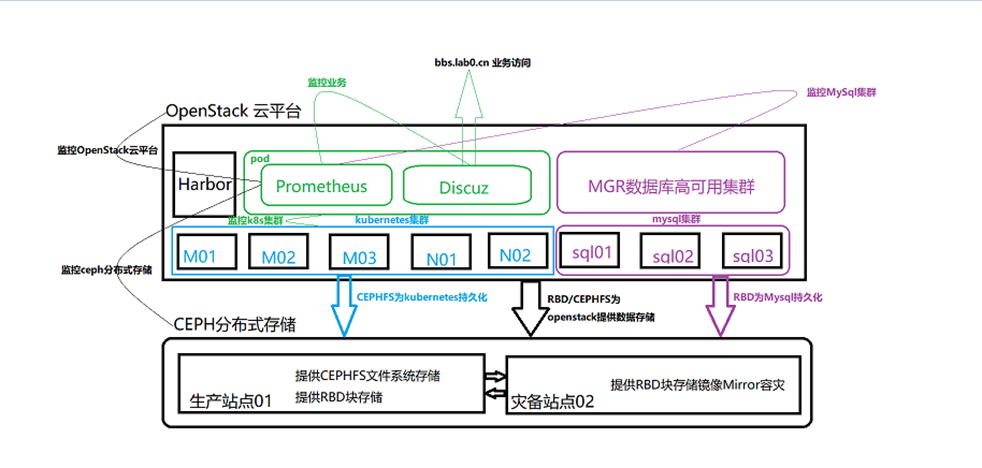 bbs.lab0.cn 业务访问
监控业务
监控MySql集群
OpenStack 云平台
监控OpenStack云平台
pod
Harbor
Prometheus
Discuz
MGR数据库高可用集群
监控k8s集群
kubernetes集群
mysql集群
M01
M02
M03
N01
N02
sql01
sql02
sql03
监控ceph分布式存储
CEPHFS为kubernetes持久化
RBD/CEPHFS为
openstack提供数据存储
RBD为Mysql持久化
CEPH分布式存储
提供CEPHFS文件系统存储
提供RBD块存储
生产站点01
提供RBD块存储镜像Mirror容灾
灾备站点02